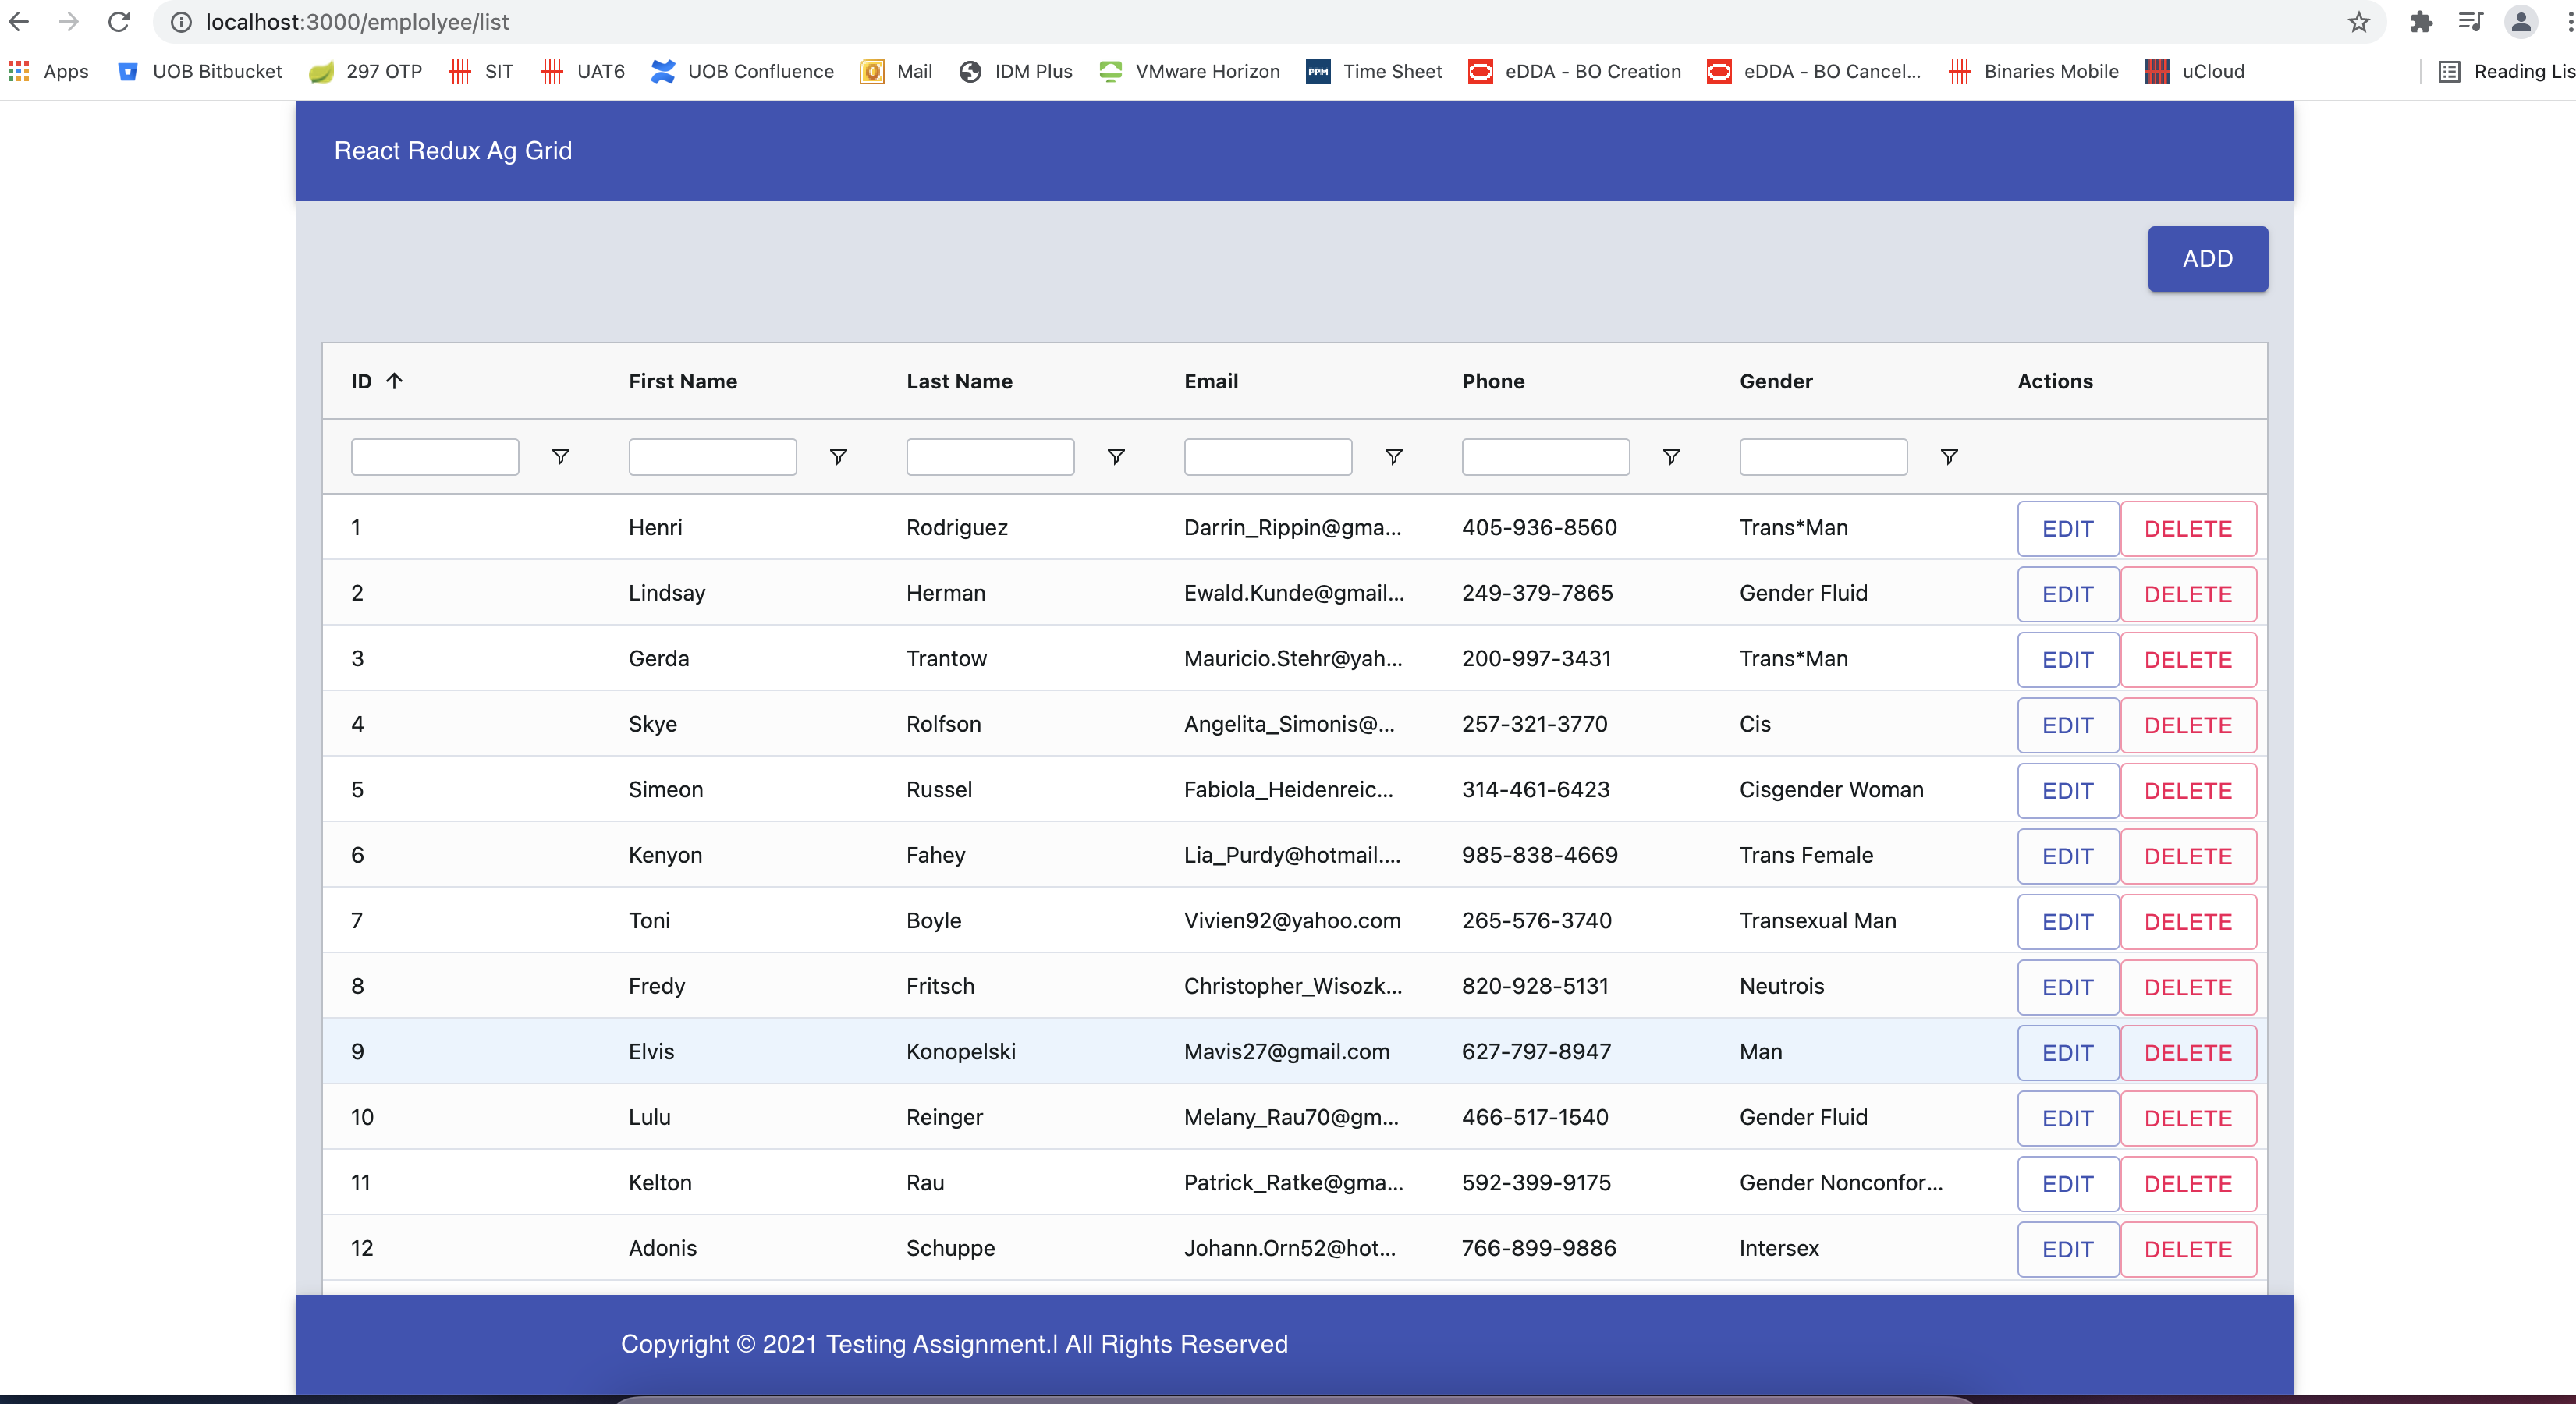 localhost:3000/emplolyee/list
Apps UOB Bitbucket 297 OTP SIT UAT6 UOB Confluence Mail IDM Plus VMware Horizon PPM Time Sheet eDDA - BO Creation eDDA - BO Cancel... Binaries Mobile uCloud Reading Lis
React Redux Ag Grid
ADD
ID First Name Last Name Email Phone Gender Actions
1 Henri Rodriguez Darrin_Rippin@gma... 405-936-8560 Trans*Man EDIT DELETE
2 Lindsay Herman Ewald.Kunde@gmail... 249-379-7865 Gender Fluid EDIT DELETE
3 Gerda Trantow Mauricio.Stehr@yah... 200-997-3431 Trans*Man EDIT DELETE
4 Skye Rolfson Angelita_Simonis@... 257-321-3770 Cis EDIT DELETE
5 Simeon Russel Fabiola_Heidenreic... 314-461-6423 Cisgender Woman EDIT DELETE
6 Kenyon Fahey Lia_Purdy@hotmail.... 985-838-4669 Trans Female EDIT DELETE
7 Toni Boyle Vivien92@yahoo.com 265-576-3740 Transexual Man EDIT DELETE
8 Fredy Fritsch Christopher_Wisozk... 820-928-5131 Neutrois EDIT DELETE
9 Elvis Konopelski Mavis27@gmail.com 627-797-8947 Man EDIT DELETE
10 Lulu Reinger Melany_Rau70@gm... 466-517-1540 Gender Fluid EDIT DELETE
11 Kelton Rau Patrick_Ratke@gma... 592-399-9175 Gender Nonconfor... EDIT DELETE
12 Adonis Schuppe Johann.Orn52@hot... 766-899-9886 Intersex EDIT DELETE
Copyright © 2021 Testing Assignment.| All Rights Reserved